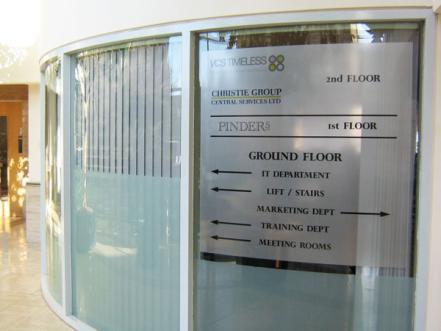 VCS TIMELESS
2ND FLOOR
CHRISTIE GROUP
CENTRAL SERVICES LTD
PINDERS 1ST FLOOR
GROUND FLOOR
IT DEPARTMENT
LIFT / STAIRS
MARKETING DEPT
TRAINING DEPT
MEETING ROOMS